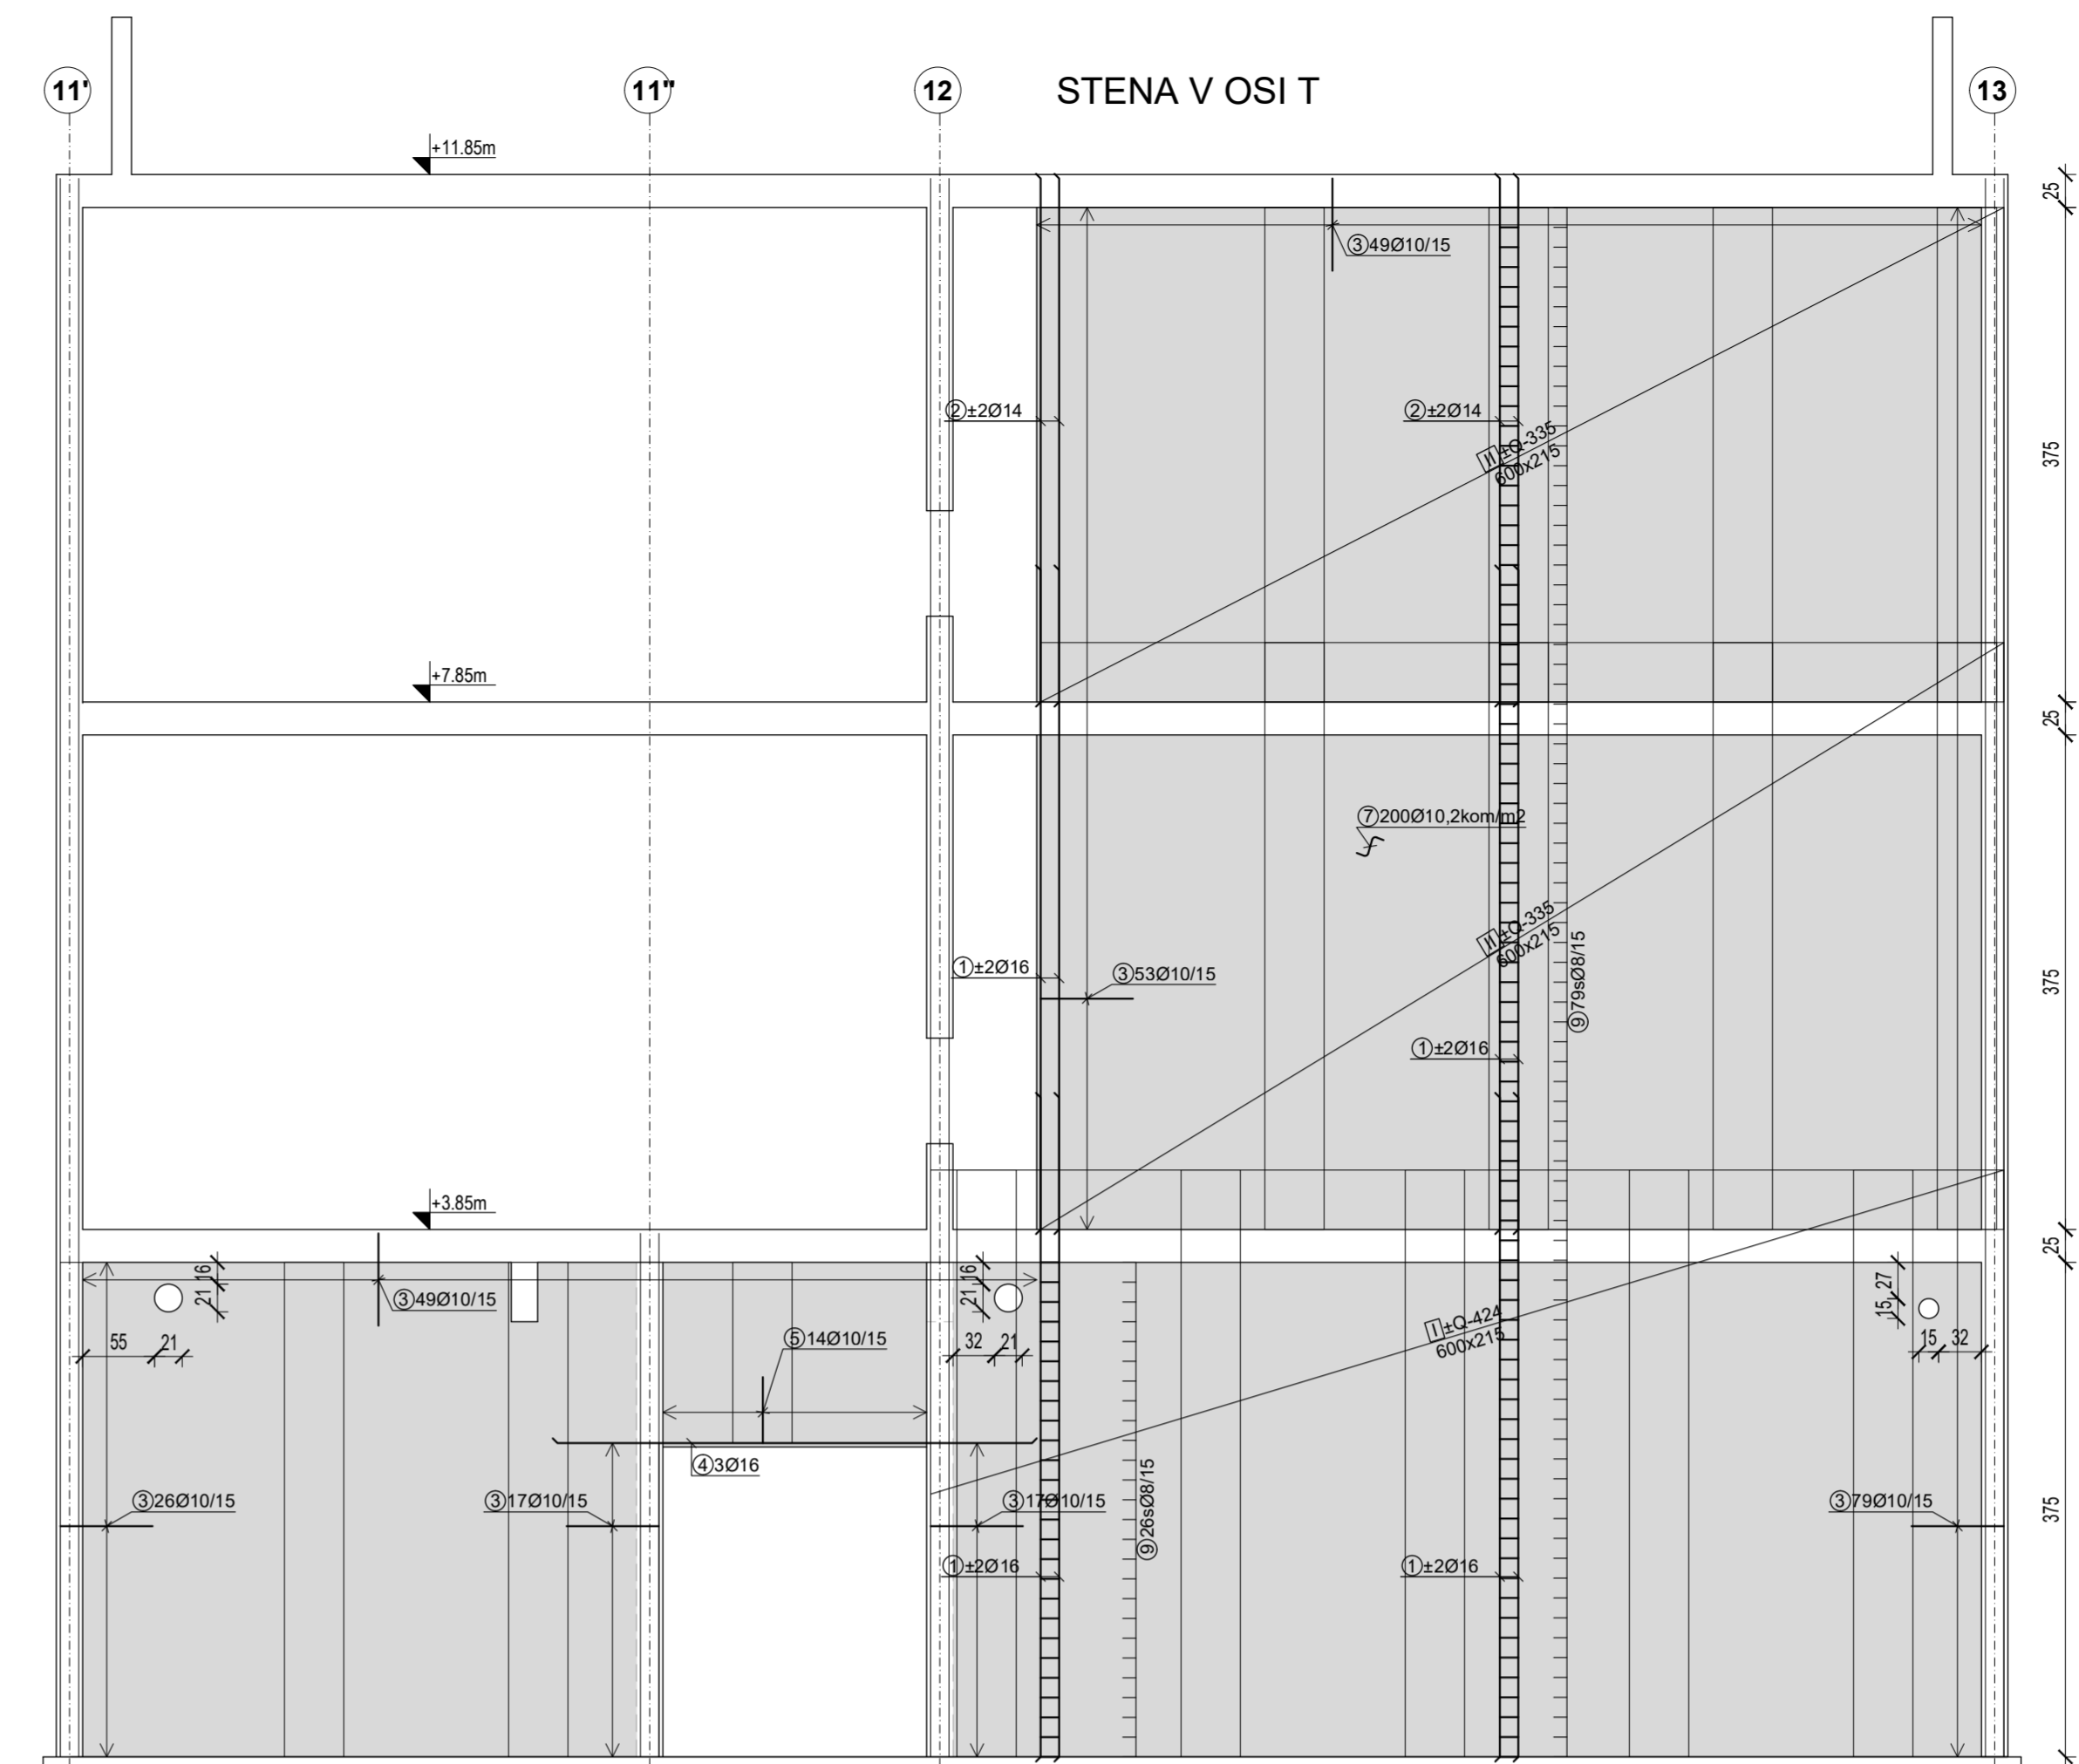 11'
11"
12
STENA V OSI T
13
+11.85m
25
③49Ø10/15
②±2Ø14
②±2Ø14
II±Q-335
600x215
375
+7.85m
25
⑦200Ø10,2kom/m2
II±Q-335
600x215
①±2Ø16
③53Ø10/15
⑨79sØ8/15
375
①±2Ø16
+3.85m
25
16
21
③49Ø10/15
55
21
16
21
32
21
⑤14Ø10/15
I±Q-424
600x215
27
15
15
32
④3Ø16
③26Ø10/15
③17Ø10/15
③17Ø10/15
⑨26sØ8/15
③79Ø10/15
375
①±2Ø16
①±2Ø16